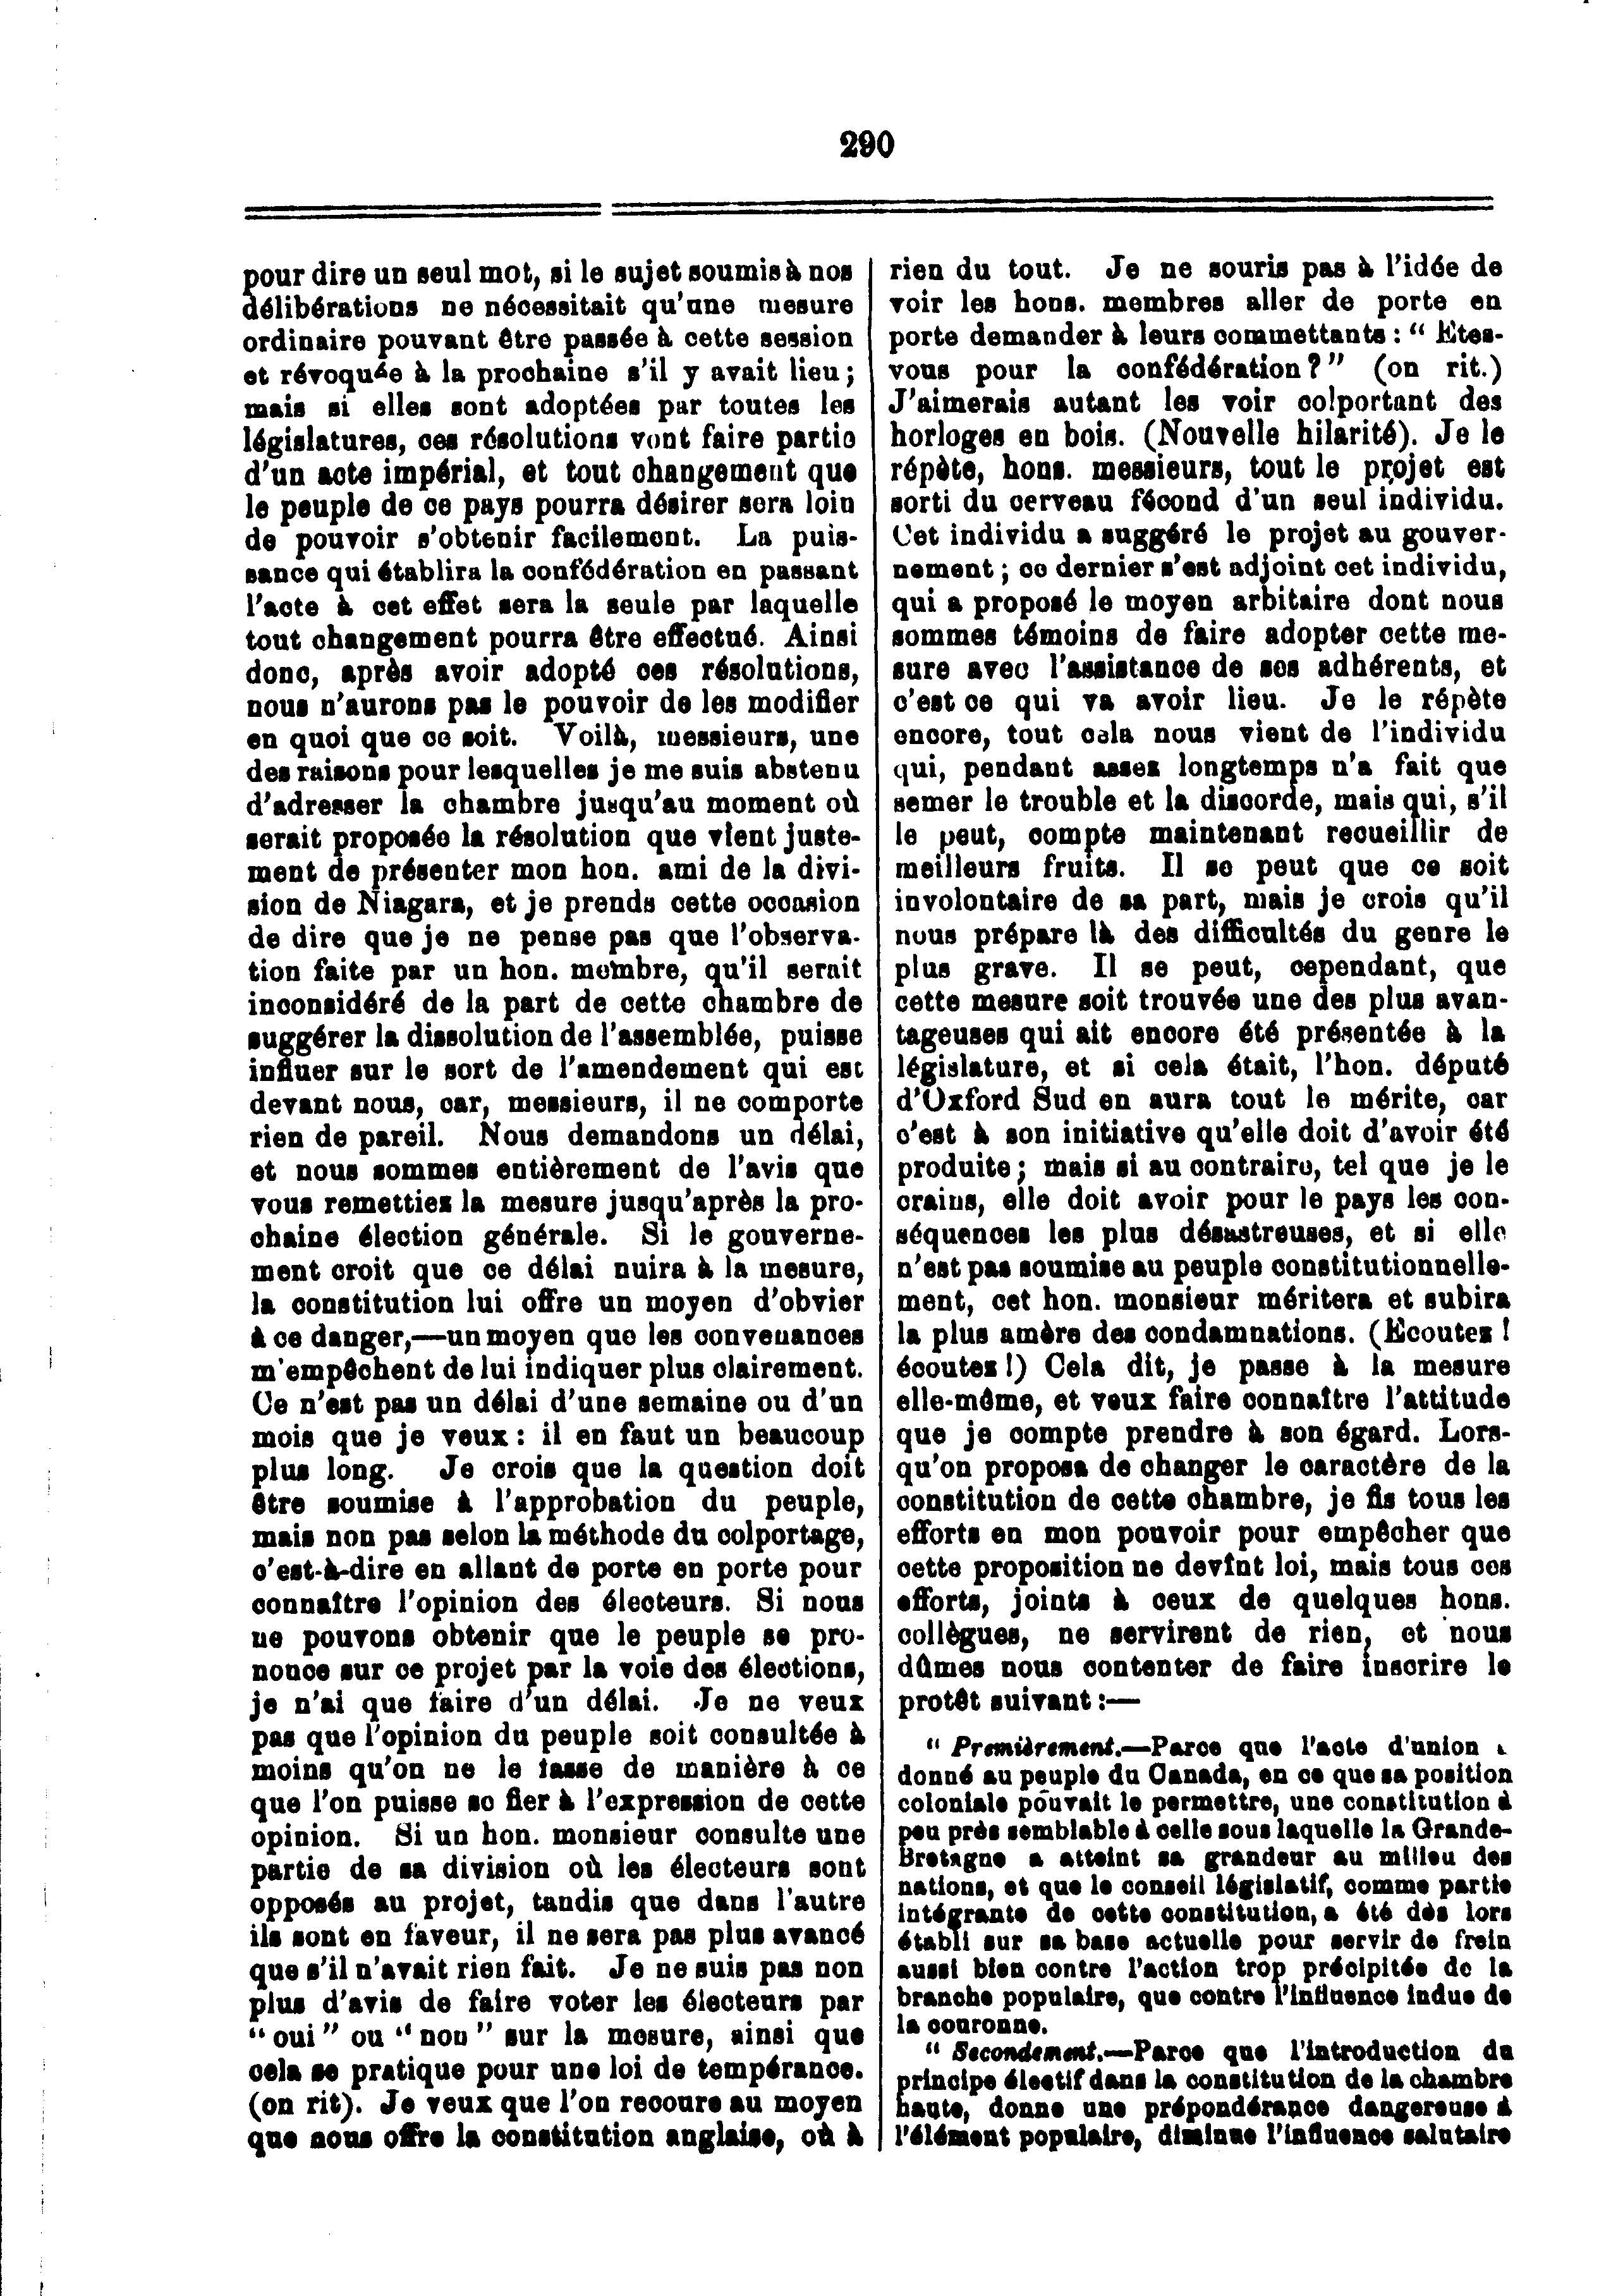 290
pour dire un seul mot, si le sujet soumis à nos
délibérations ne nécessitait qu'une mesure
ordinaire pouvant être passée à cette session
et révoquée à la prochaine s'il y avait lieu ;
mais si elles sont adoptées par toutes les
législatures, ces résolutions vont faire partie
d'un acte impérial, et tout changement que
le peuple de ce pays pourra désirer sera loin
de pouvoir s'obtenir facilement. La puis-
sance qui établira la confédération en passant
l'acte à cet effet sera la seule par laquelle
tout changement pourra être effectué. Ainsi
donc, après avoir adopté ces résolutions,
nous n'aurons pas le pouvoir de les modifier
en quoi que ce soit. Voilà, messieurs, une
des raisons pour lesquelles je me suis abstenu
d'adresser la chambre jusqu'au moment où
serait proposée la résolution que vient juste-
ment de présenter mon hon. ami de la divi-
sion de Niagara, et je prends cette occasion
de dire que je ne pense pas que l'observa-
tion faite par un hon. membre, qu'il serait
inconsidéré de la part de cette chambre de
suggérer la dissolution de l'assemblée, puisse
influer sur le sort de l'amendement qui est
devant nous, car, messieurs, il ne comporte
rien de pareil. Nous demandons un délai,
et nous sommes entièrement de l'avis que
vous remettiez la mesure jusqu'après la pro-
chaine élection générale. Si le gouverne-
ment croit que ce délai nuira à la mesure,
la constitution lui offre un moyen d'obvier
à ce danger,—un moyen que les convenances
m'empêchent de lui indiquer plus clairement.
Ce n'est pas un délai d'une semaine ou d'un
mois que je veux : il en faut un beaucoup
plus long. Je crois que la question doit
être soumise à l'approbation du peuple,
mais non pas selon la méthode du colportage,
c'est-à-dire en allant de porte en porte pour
connaître l'opinion des électeurs. Si nous
ne pouvons obtenir que le peuple se pro-
nonce sur ce projet par la voie des élections,
je n'ai que faire d'un délai. Je ne veux
pas que l'opinion du peuple soit consultée à
moins qu'on ne le fasse de manière à ce
que l'on puisse se fier à l'expression de cette
opinion. Si un hon. monsieur consulte une
partie de sa division où les électeurs sont
opposés au projet, tandis que dans l'autre
ils sont en faveur, il ne sera pas plus avancé
que s'il n'avait rien fait. Je ne suis pas non
plus d'avis de faire voter les électeurs par
" oui " ou " non " sur la mesure, ainsi que
cela se pratique pour une loi de tempérance.
(on rit). Je veux que l'on recoure au moyen
que nous offre la constitution anglaise, où à
rien du tout. Je ne souris pas à l'idée de
voir les hons. membres aller de porte en
porte demander à leurs commettants : " Etes-
vous pour la confédération ? " (on rit.)
J'aimerais autant les voir colportant des
horloges en bois. (Nouvelle hilarité). Je le
répète, hons. messieurs, tout le projet est
sorti du cerveau fécond d'un seul individu.
Cet individu a suggéré le projet au gouver-
nement ; ce dernier s'est adjoint cet individu,
qui a proposé le moyen arbitaire dont nous
sommes témoins de faire adopter cette me-
sure avec l'assistance de ses adhérents, et
c'est ce qui va avoir lieu. Je le répète
encore, tout cela nous vient de l'individu
qui, pendant assez longtemps n'a fait que
semer le trouble et la discorde, mais qui, s'il
le peut, compte maintenant recueillir de
meilleurs fruits. Il se peut que ce soit
involontaire de sa part, mais je crois qu'il
nous prépare là des difficultés du genre le
plus grave. Il se peut, cependant, que
cette mesure soit trouvée une des plus avan-
tageuses qui ait encore été présentée à la
législature, et si cela était, l'hon. député
d'Oxford Sud en aura tout le mérite, car
c'est à son initiative qu'elle doit d'avoir été
produite ; mais si au contraire, tel que je le
crains, elle doit avoir pour le pays les con-
séquences les plus désastreuses, et si elle
n'est pas soumise au peuple constitutionnelle-
ment, cet hon. monsieur méritera et subira
la plus amère des condamnations. (Ecoutez !
écoutez !) Cela dit, je passe à la mesure
elle-même, et veux faire connaître l'attitude
que je compte prendre à son égard. Lors-
qu'on proposa de changer le caractère de la
constitution de cette chambre, je fis tous les
efforts en mon pouvoir pour empêcher que
cette proposition ne devînt loi, mais tous ces
efforts, joints à ceux de quelques hons.
collègues, ne servirent de rien, et nous
dûmes nous contenter de faire inscrire le
protêt suivant :—
" Premièrement.—Parce que l'acte d'union
donné au peuple du Canada, en ce que sa position
coloniale pouvait le permettre, une constitution à
peu près semblable à celle sous laquelle la Grande-
Bretagne a atteint sa grandeur au milieu des
nations, et que le conseil législatif, comme partie
intégrante de cette constitution, a été dès lors
établi sur sa base actuelle pour servir de frein
aussi bien contre l'action trop précipitée de la
branche populaire, que contre l'influence indue de
la couronne.
" Secondement.—Parce que l'introduction du
principe électif dans la constitution de la chambre
haute, donne une prépondérance dangereuse à
l'élément populaire, diminue l'influence salutaire